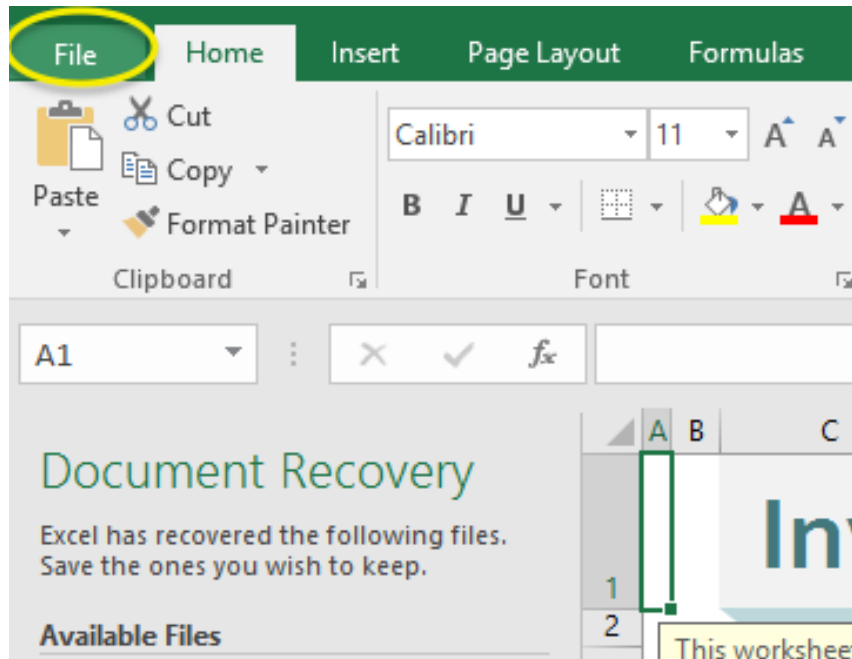 File Home Insert Page Layout Formulas
Cut
Calibri 11 A A
Copy
Paste
B I U A
Format Painter
Clipboard Font
A1 fx
A B C
Document Recovery
Excel has recovered the following files.
Save the ones you wish to keep.
1
2
Available Files
This